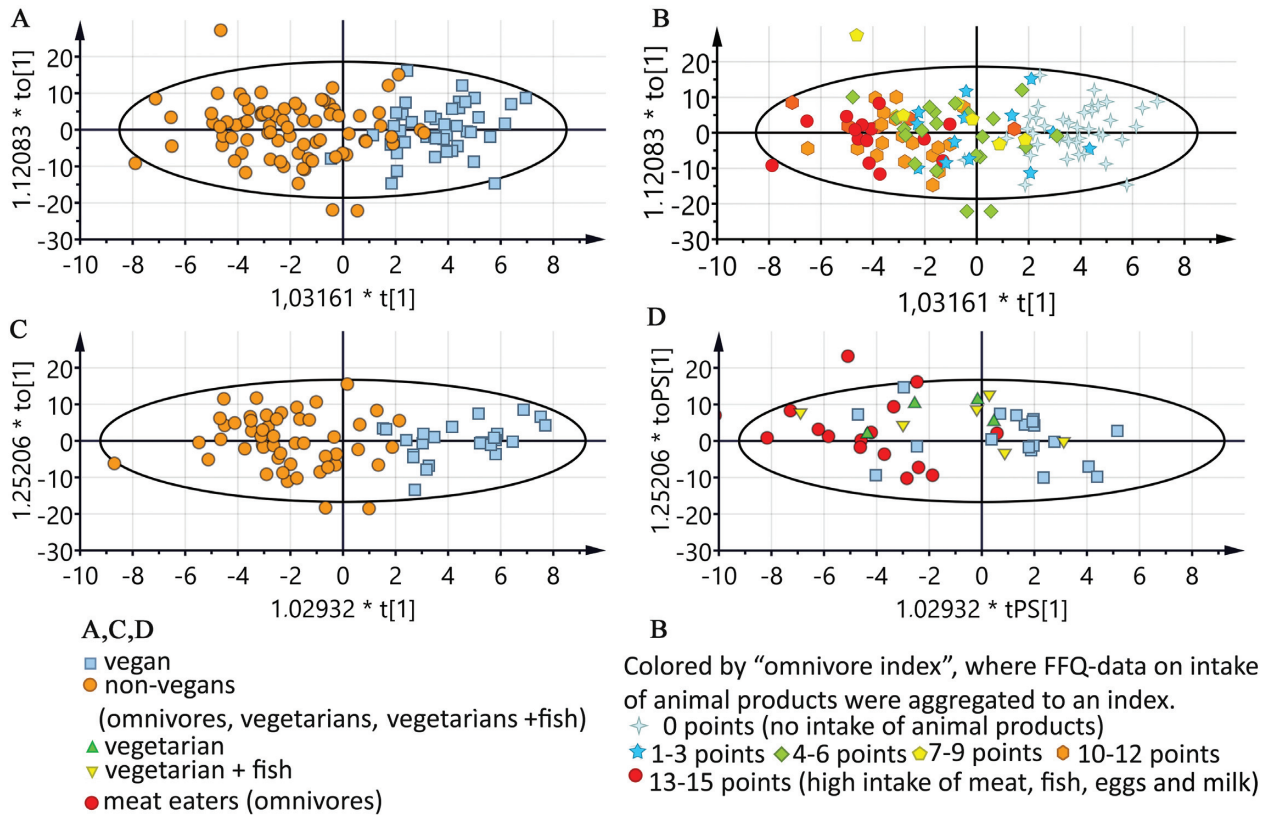 A
20
10
0
-10
-20
-30
-10 -8 -6 -4 -2 0 2 4 6 8
1.12083 * to[1]
1,03161 * t[1]
B
20
10
0
-10
-20
-30
-10 -8 -6 -4 -2 0 2 4 6 8
1.12083 * to[1]
1,03161 * t[1]
C
20
10
0
-10
-20
-30
-10 -8 -6 -4 -2 0 2 4 6 8
1.25206 * to[1]
1.02932 * t[1]
D
20
10
0
-10
-20
-30
-10 -8 -6 -4 -2 0 2 4 6 8
1.25206 * toPS[1]
1.02932 * tPS[1]
A,C,D
vegan
non-vegans
(omnivores, vegetarians, vegetarians +fish)
vegetarian
vegetarian + fish
meat eaters (omnivores)
B
Colored by “omnivore index”, where FFQ-data on intake
of animal products were aggregated to an index.
0 points (no intake of animal products)
1-3 points 4-6 points 7-9 points 10-12 points
13-15 points (high intake of meat, fish, eggs and milk)